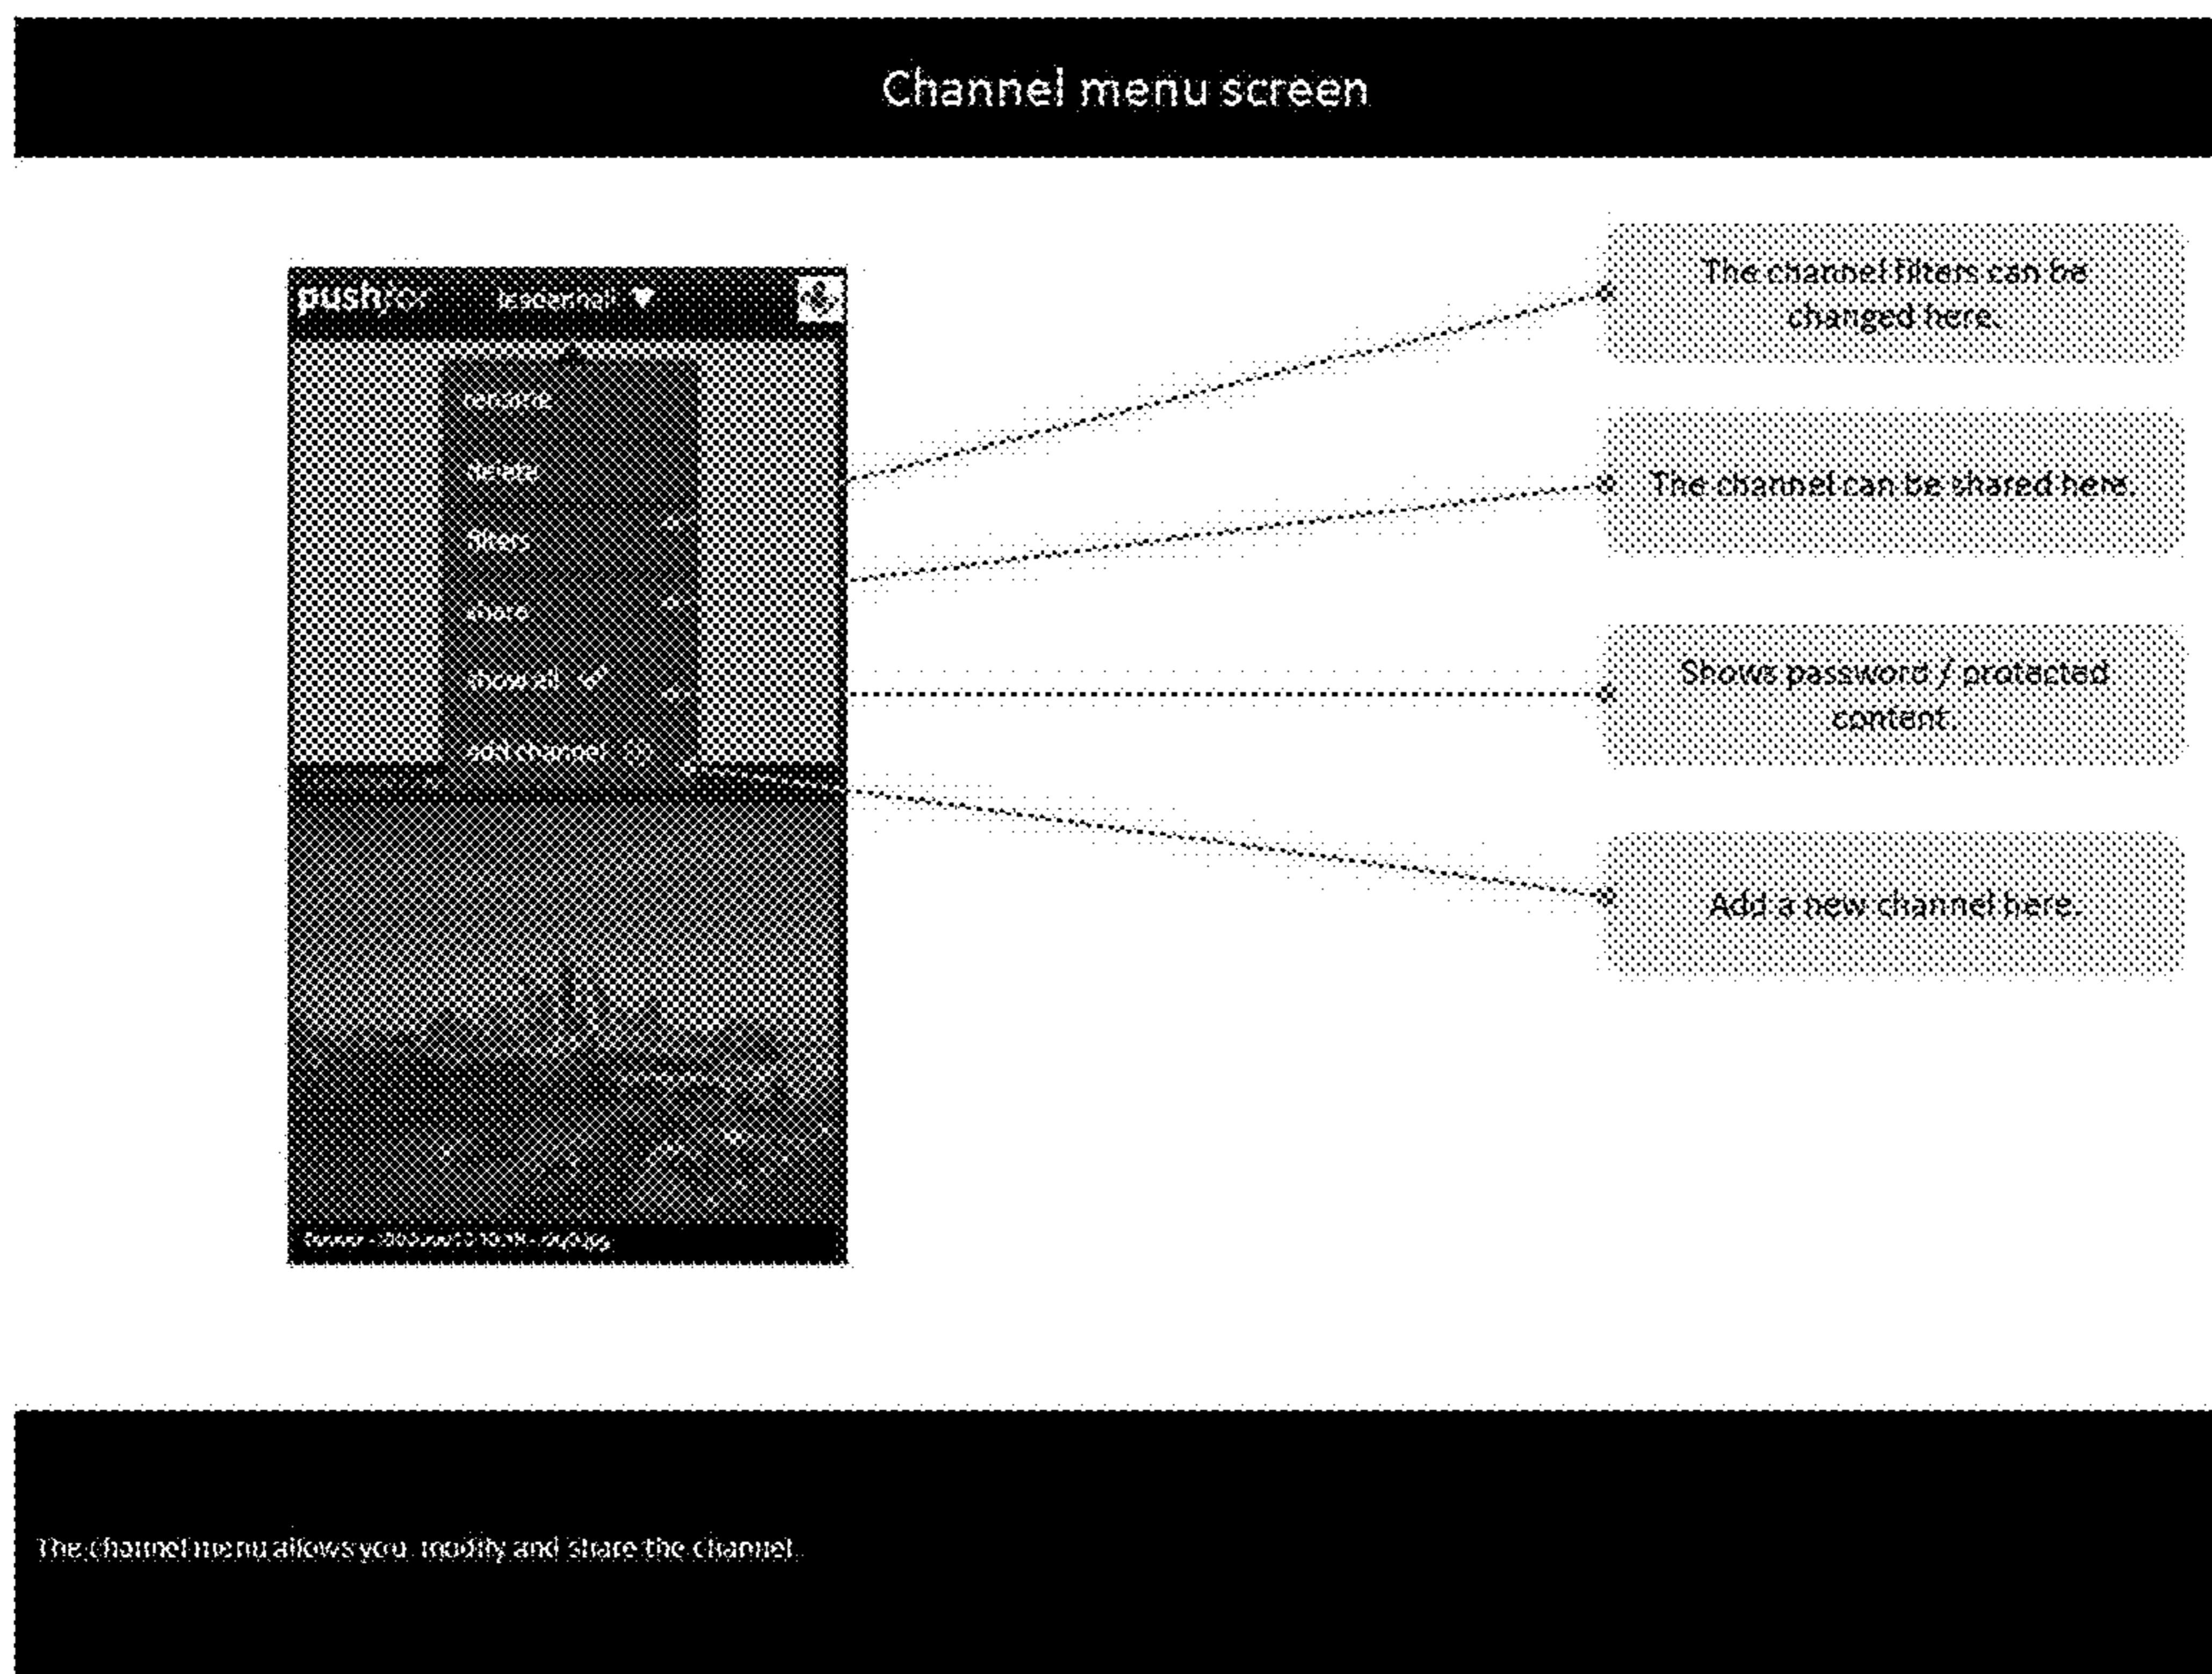 Channel menu screen
The channel filters can be
changed here.
pushfor leadenhall
rename
delete
The channel can be shared here.
filters
share
Shows password / protected
content.
show all
add channel
Add a new channel here.
The channel menu allows you modify and share the channel.